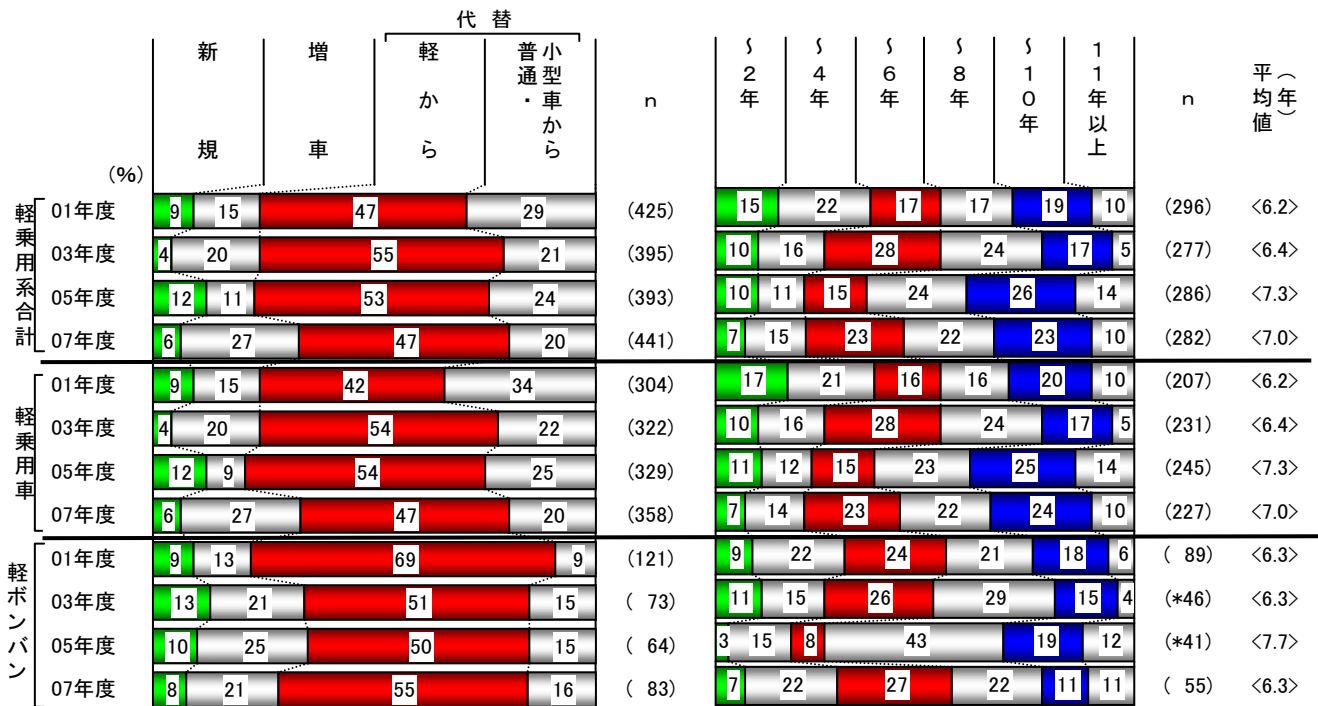 代 替
新規 増車 軽から 普通・小型車から n
~2年 ~4年 ~6年 ~8年 ~10年 11年以上 n 平均値(年)
(%)
軽乗用系合計
01年度 9 15 47 29 (425) 15 22 17 17 19 10 (296) <6.2>
03年度 4 20 55 21 (395) 10 16 28 24 17 5 (277) <6.4>
05年度 12 11 53 24 (393) 10 11 15 24 26 14 (286) <7.3>
07年度 6 27 47 20 (441) 7 15 23 22 23 10 (282) <7.0>
軽乗用車
01年度 9 15 42 34 (304) 17 21 16 16 20 10 (207) <6.2>
03年度 4 20 54 22 (322) 10 16 28 24 17 5 (231) <6.4>
05年度 12 9 54 25 (329) 11 12 15 23 25 14 (245) <7.3>
07年度 6 27 47 20 (358) 7 14 23 22 24 10 (227) <7.0>
軽ボンバン
01年度 9 13 69 9 (121) 9 22 24 21 18 6 ( 89) <6.3>
03年度 13 21 51 15 ( 73) 11 15 26 29 15 4 (*46) <6.3>
05年度 10 25 50 15 ( 64) 3 15 8 43 19 12 (*41) <7.7>
07年度 8 21 55 16 ( 83) 7 22 27 22 11 11 ( 55) <6.3>